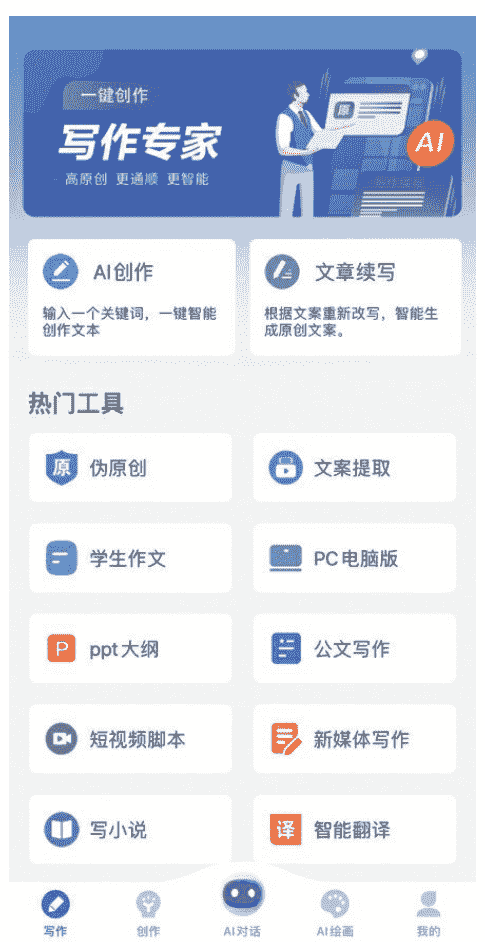 一键创作
写作专家
高原创 更通顺 更智能
原
AI
AI创作
输入一个关键词，一键智能
创作文本
文章续写
根据文案重新改写，智能生
成原创文案。
热门工具
原 伪原创
文案提取
学生作文
PC电脑版
P ppt大纲
公文写作
短视频脚本
新媒体写作
写小说
译 智能翻译
写作
创作
AI对话
AI绘画
我的